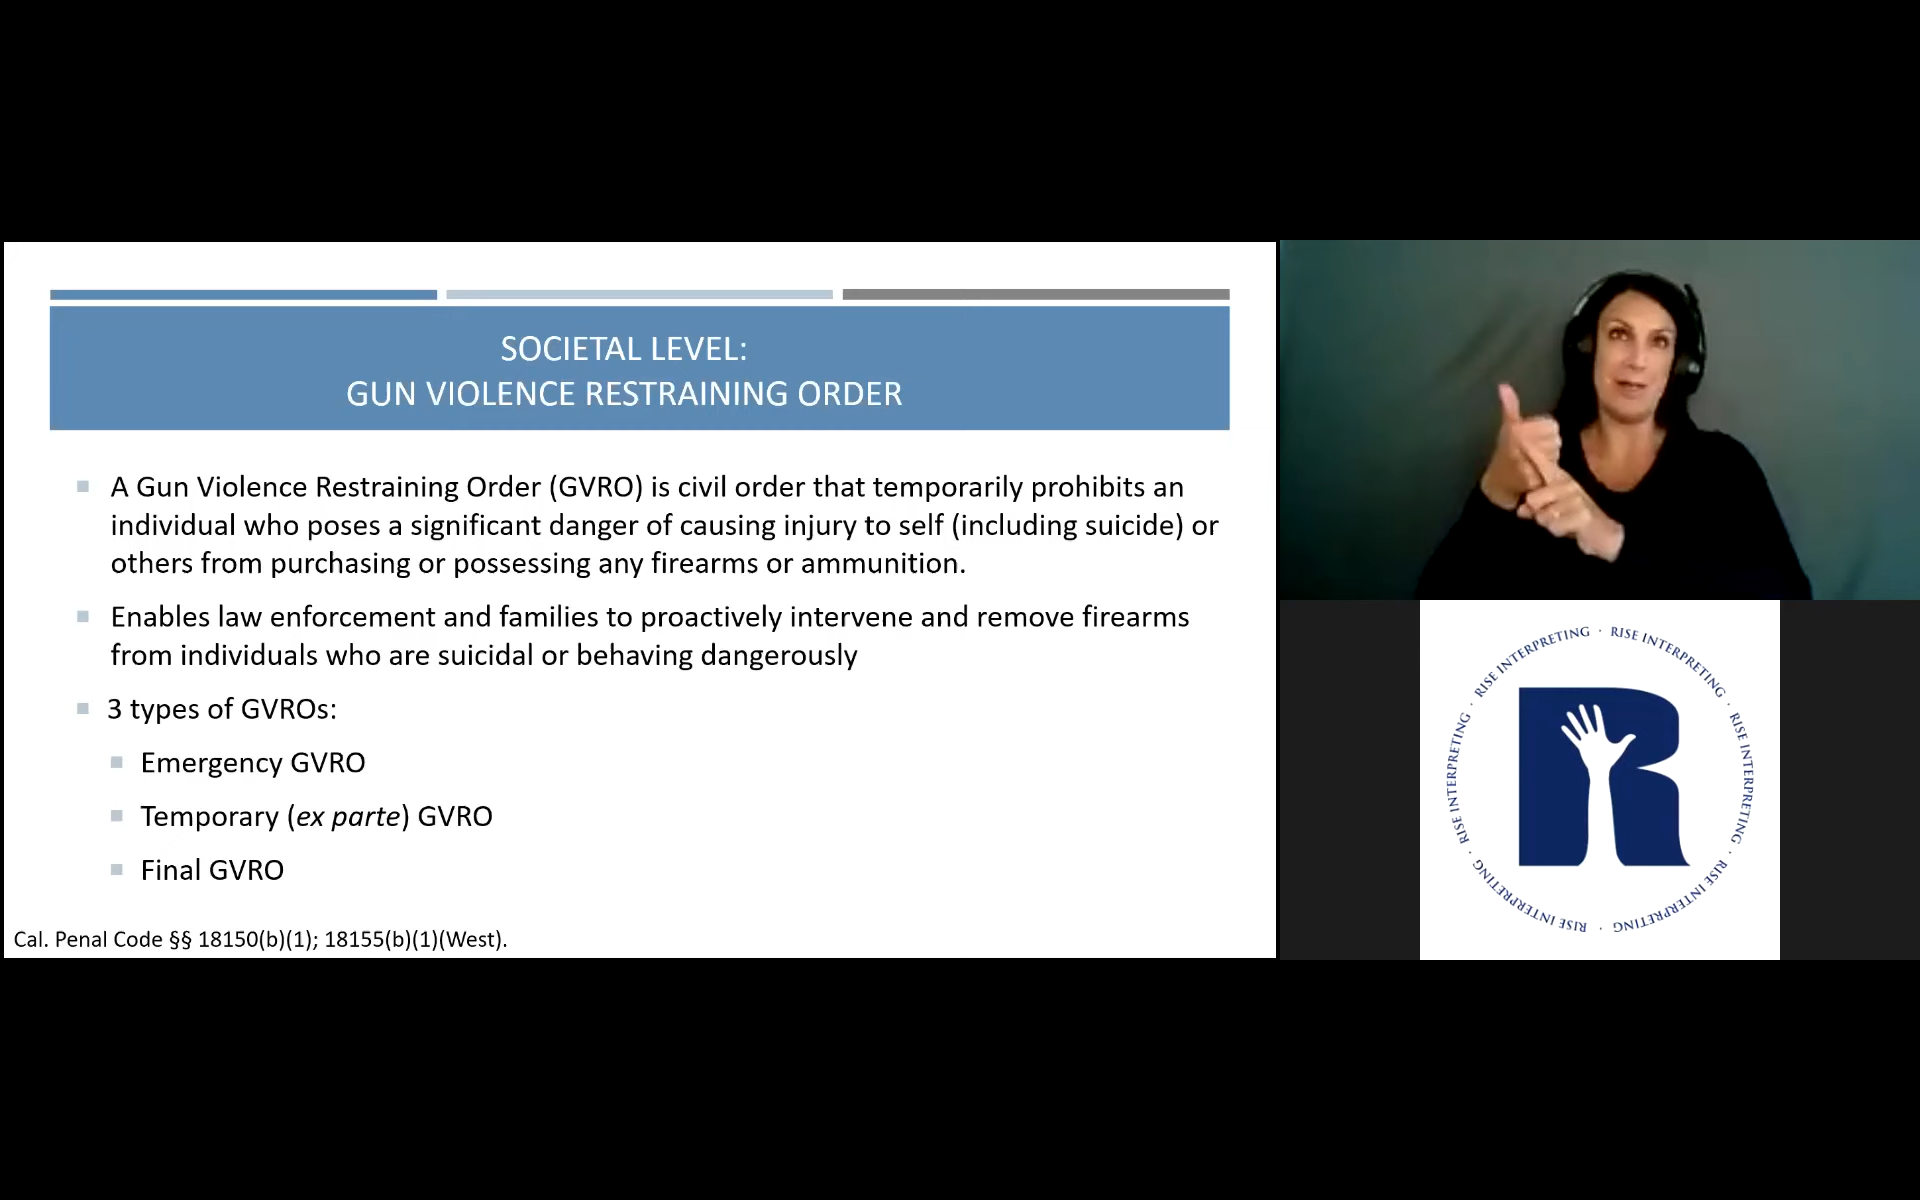 SOCIETAL LEVEL:
GUN VIOLENCE RESTRAINING ORDER
A Gun Violence Restraining Order (GVRO) is civil order that temporarily prohibits an
individual who poses a significant danger of causing injury to self (including suicide) or
others from purchasing or possessing any firearms or ammunition.
Enables law enforcement and families to proactively intervene and remove firearms
from individuals who are suicidal or behaving dangerously
3 types of GVROs:
Emergency GVRO
Temporary (ex parte) GVRO
Final GVRO
Cal. Penal Code §§ 18150(b)(1); 18155(b)(1)(West).
RISE INTERPRETING · RISE INTERPRETING · RISE INTERPRETING · RISE INTERPRETING · RISE INTERPRETING · RISE INTERPRETING ·
R